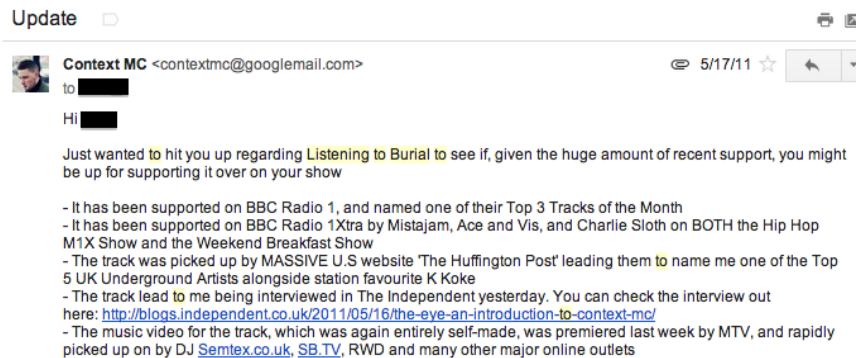 Update
Context MC <contextmc@googlemail.com>
5/17/11
to
Hi
Just wanted to hit you up regarding Listening to Burial to see if, given the huge amount of recent support, you might
be up for supporting it over on your show
- It has been supported on BBC Radio 1, and named one of their Top 3 Tracks of the Month
- It has been supported on BBC Radio 1Xtra by Mistajam, Ace and Vis, and Charlie Sloth on BOTH the Hip Hop
M1X Show and the Weekend Breakfast Show
- The track was picked up by MASSIVE U.S website 'The Huffington Post' leading them to name me one of the Top
5 UK Underground Artists alongside station favourite K Koke
- The track lead to me being interviewed in The Independent yesterday. You can check the interview out
here: http://blogs.independent.co.uk/2011/05/16/the-eye-an-introduction-to-context-mc/
- The music video for the track, which was again entirely self-made, was premiered last week by MTV, and rapidly
picked up on by DJ Semtex.co.uk, SB.TV, RWD and many other major online outlets